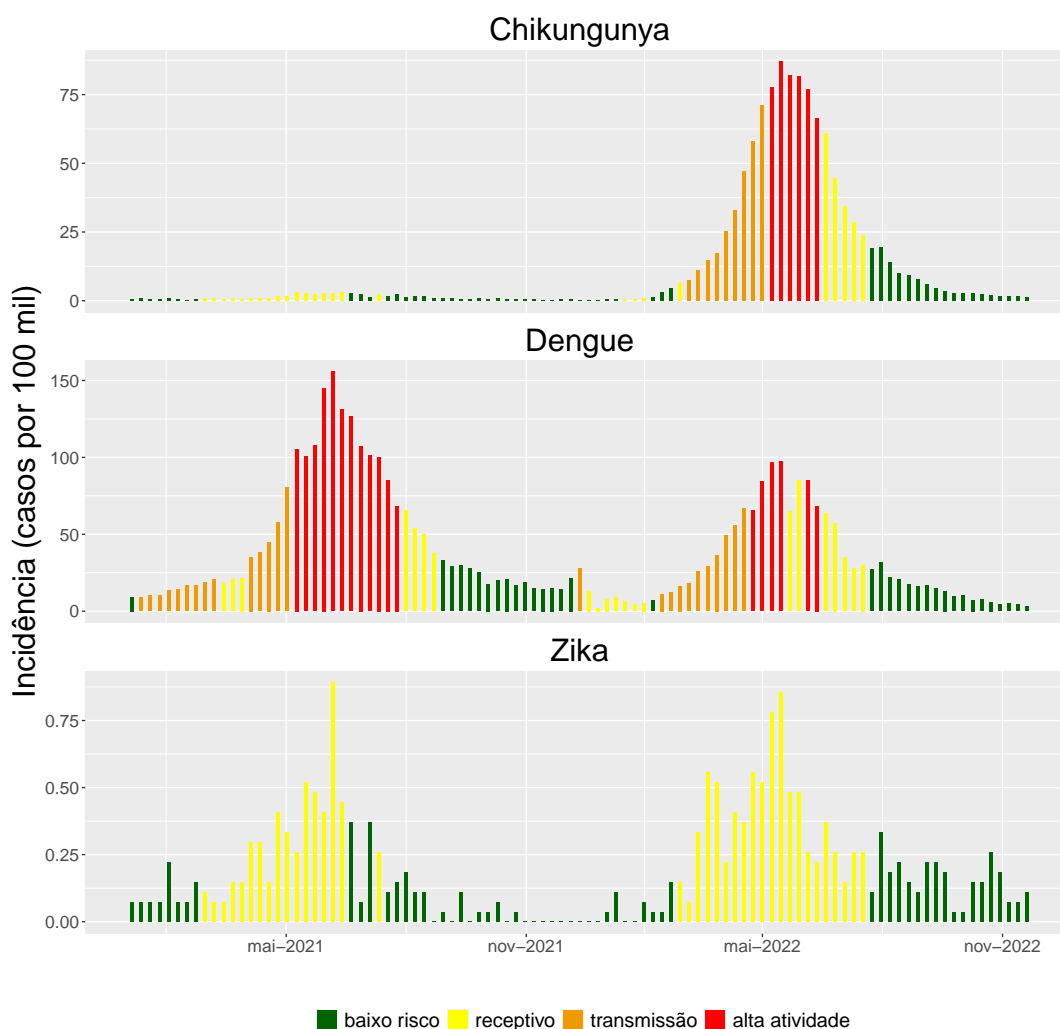 Chikungunya
75
50
25
0
Dengue
150
100
50
0
Zika
0.75
0.50
0.25
0.00
mai−2021 nov−2021 mai−2022 nov−2022
Incidência (casos por 100 mil)
baixo risco receptivo transmissão alta atividade